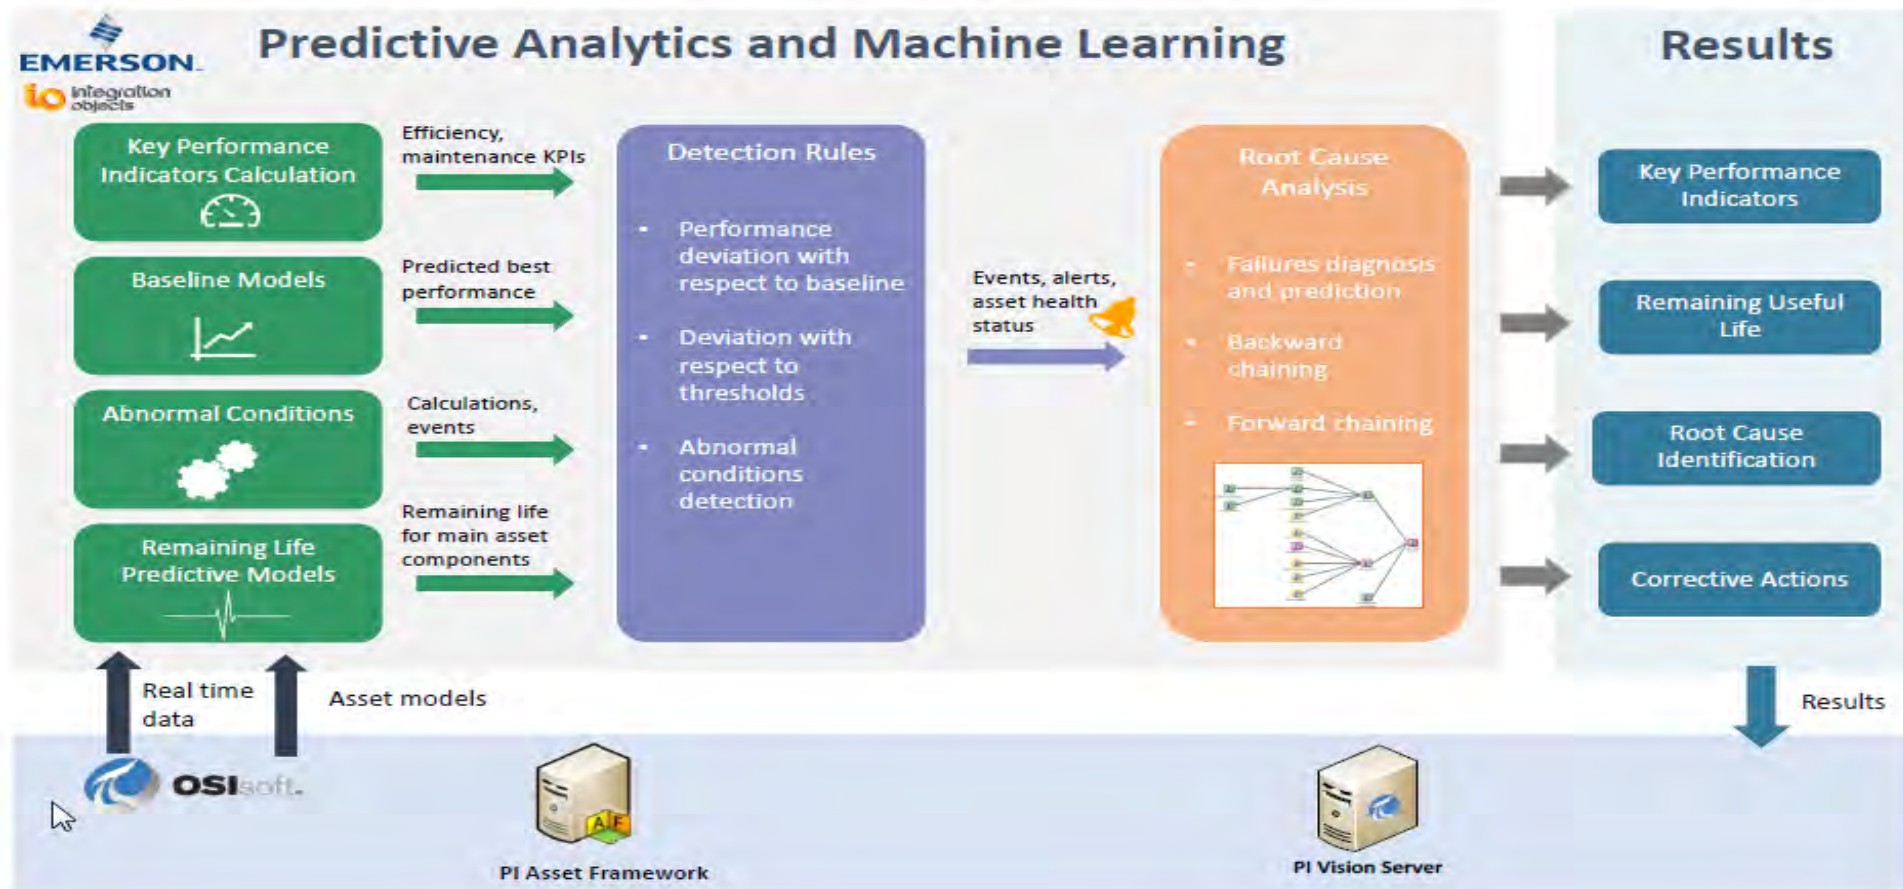 EMERSON
Predictive Analytics and Machine Learning
Results
io integration
objects
Key Performance
Indicators Calculation
Efficiency,
maintenance KPIs
Baseline Models
Predicted best
performance
Abnormal Conditions
Calculations,
events
Remaining Life
Predictive Models
Remaining life
for main asset
components
Detection Rules
• Performance
deviation with
respect to baseline
• Deviation with
respect to
thresholds
• Abnormal
conditions
detection
Events, alerts,
asset health
status
Root Cause
Analysis
• Failures diagnosis
and prediction
• Backward
chaining
• Forward chaining
Key Performance
Indicators
Remaining Useful
Life
Root Cause
Identification
Corrective Actions
Real time
data
Asset models
Results
OSIsoft.
AF
PI Asset Framework
PI Vision Server